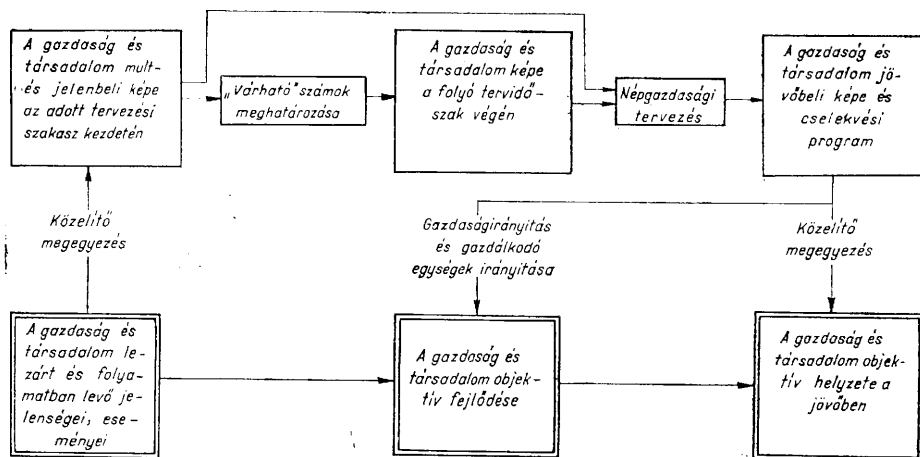 A gazdaság és
társadalom mult-
és jelenbeli képe
az adott tervezési
szakasz kezdetén
„Várható” számok
meghatározása
A gazdaság és
társadalom képe
a folyó tervidő-
szak végén
Népgazdasági
tervezés
A gazdaság és
társadalom jö-
vőbeli képe és
cselekvési
program
Közelítő
megegyezés
Gazdaságirányítás
és gazdálkodó
egységek irányítása
Közelítő
megegyezés
A gazdaság és
társadalom le-
zárt és folya-
matban levő je-
lenségei, ese-
ményei
A gazdaság és
társadalom objek-
tív fejlődése
A gazdaság és
társadalom objek-
tív helyzete a
jövőben